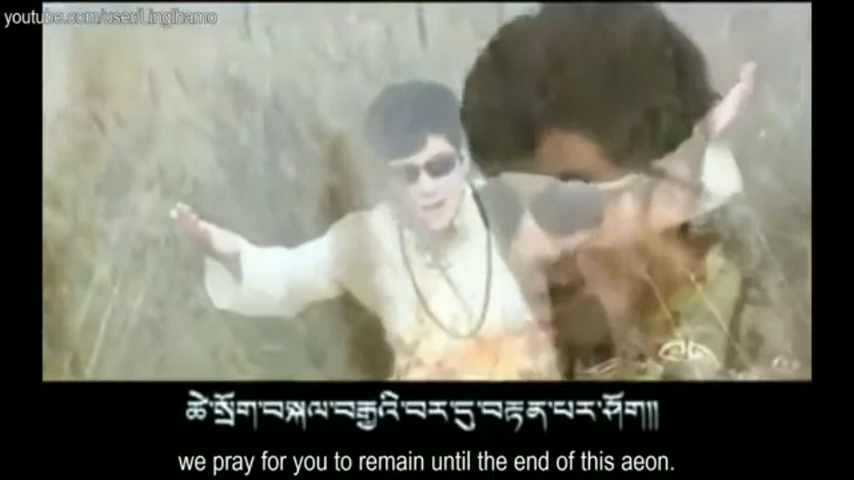 youtube.com/user/Linglhamo
ཚེ་སྲོག་བསྐལ་བརྒྱའི་བར་དུ་བརྟན་པར་ཤོག།།
we pray for you to remain until the end of this aeon.